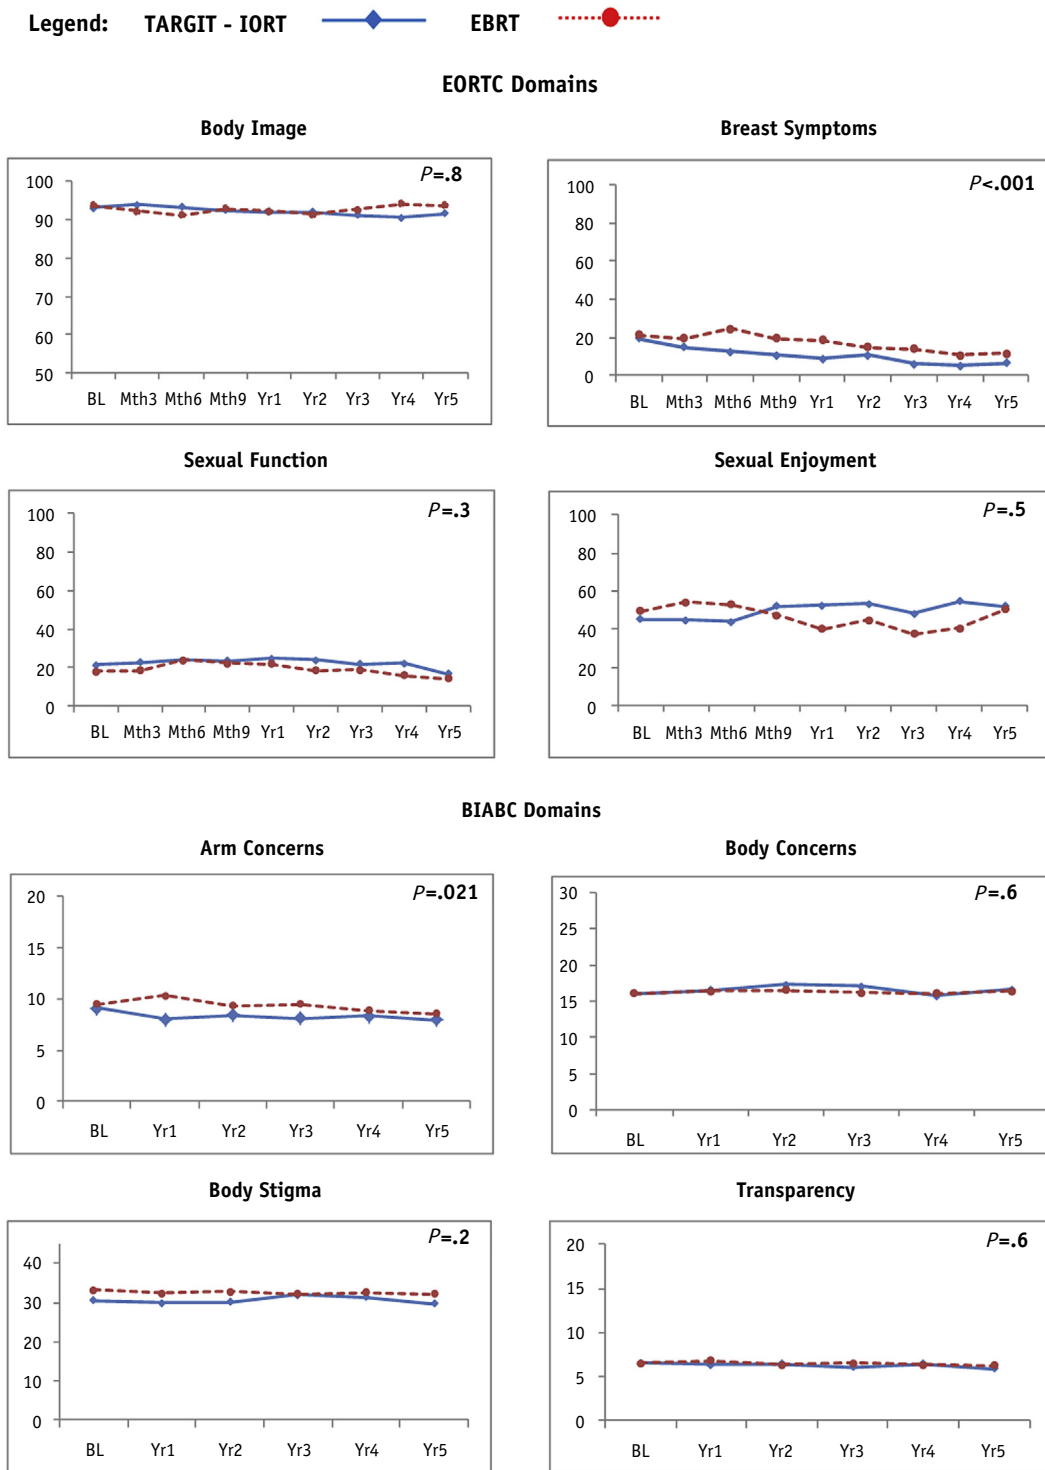 Legend: TARGIT - IORT EBRT
EORTC Domains
Body Image
P=.8
100
90
80
70
60
50
BL Mth3 Mth6 Mth9 Yr1 Yr2 Yr3 Yr4 Yr5
Breast Symptoms
P<.001
100
80
60
40
20
0
BL Mth3 Mth6 Mth9 Yr1 Yr2 Yr3 Yr4 Yr5
Sexual Function
P=.3
100
80
60
40
20
0
BL Mth3 Mth6 Mth9 Yr1 Yr2 Yr3 Yr4 Yr5
Sexual Enjoyment
P=.5
100
80
60
40
20
0
BL Mth3 Mth6 Mth9 Yr1 Yr2 Yr3 Yr4 Yr5
BIABC Domains
Arm Concerns
P=.021
20
15
10
5
0
BL Yr1 Yr2 Yr3 Yr4 Yr5
Body Concerns
P=.6
30
25
20
15
10
5
0
BL Yr1 Yr2 Yr3 Yr4 Yr5
Body Stigma
P=.2
40
30
20
10
0
BL Yr1 Yr2 Yr3 Yr4 Yr5
Transparency
P=.6
20
15
10
5
0
BL Yr1 Yr2 Yr3 Yr4 Yr5